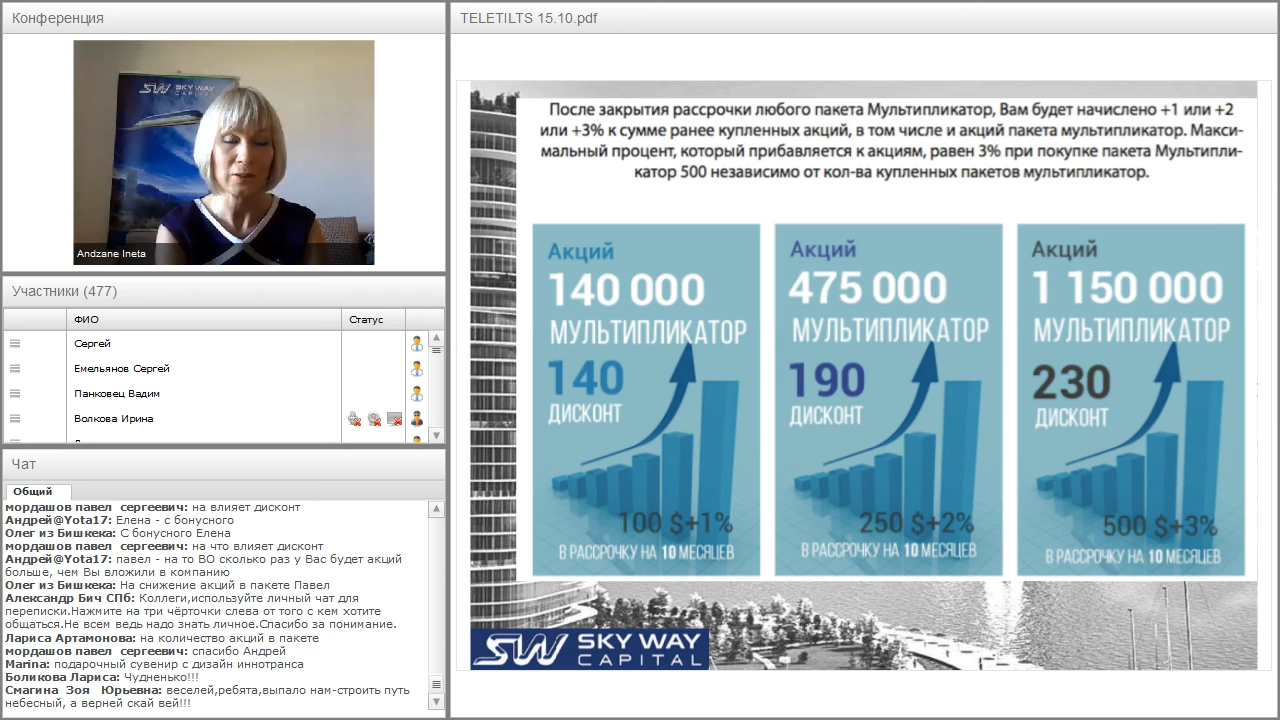 Конференция
SKY WAY
CAPITAL
Andzane Ineta
Участники (477)
ФИО
Статус
Сергей
Емельянов Сергей
Панковец Вадим
Волкова Ирина
Чат
Общий
мордашов павел сергеевич: на влияет дисконт
Андрей@Yota17: Елена - с бонусного
Олег из Бишкека: С бонусного Елена
мордашов павел сергеевич: на что влияет дисконт
Андрей@Yota17: павел - на то ВО сколько раз у Вас будет акций
больше, чем Вы вложили в компанию
Олег из Бишкека: На снижение акций в пакете Павел
Александр Бич СПб: Коллеги,используйте личный чат для
переписки.Нажмите на три чёрточки слева от того с кем хотите
общаться.Не всем ведь надо знать личное.Спасибо за понимание.
Лариса Артамонова: на количество акций в пакете
мордашов павел сергеевич: спасибо Андрей
Marina: подарочный сувенир с дизайн иннотранса
Боликова Лариса: Чудненько!!!
Смагина Зоя Юрьевна: веселей,ребята,выпало нам-строить путь
небесный, а верней скай вей!!!
TELETILTS 15.10.pdf
После закрытия рассрочки любого пакета Мультипликатор, Вам будет начислено +1 или +2
или +3% к сумме ранее купленных акций, в том числе и акций пакета мультипликатор. Макси-
мальный процент, который прибавляется к акциям, равен 3% при покупке пакета Мультипли-
катор 500 независимо от кол-ва купленных пакетов мультипликатор.
Акций
140 000
МУЛЬТИПЛИКАТОР
140
ДИСКОНТ
100 $+1%
В РАССРОЧКУ НА 10 МЕСЯЦЕВ
Акций
475 000
МУЛЬТИПЛИКАТОР
190
ДИСКОНТ
250 $+2%
В РАССРОЧКУ НА 10 МЕСЯЦЕВ
Акций
1 150 000
МУЛЬТИПЛИКАТОР
230
ДИСКОНТ
500 $+3%
В РАССРОЧКУ НА 10 МЕСЯЦЕВ
SW SKY WAY
CAPITAL